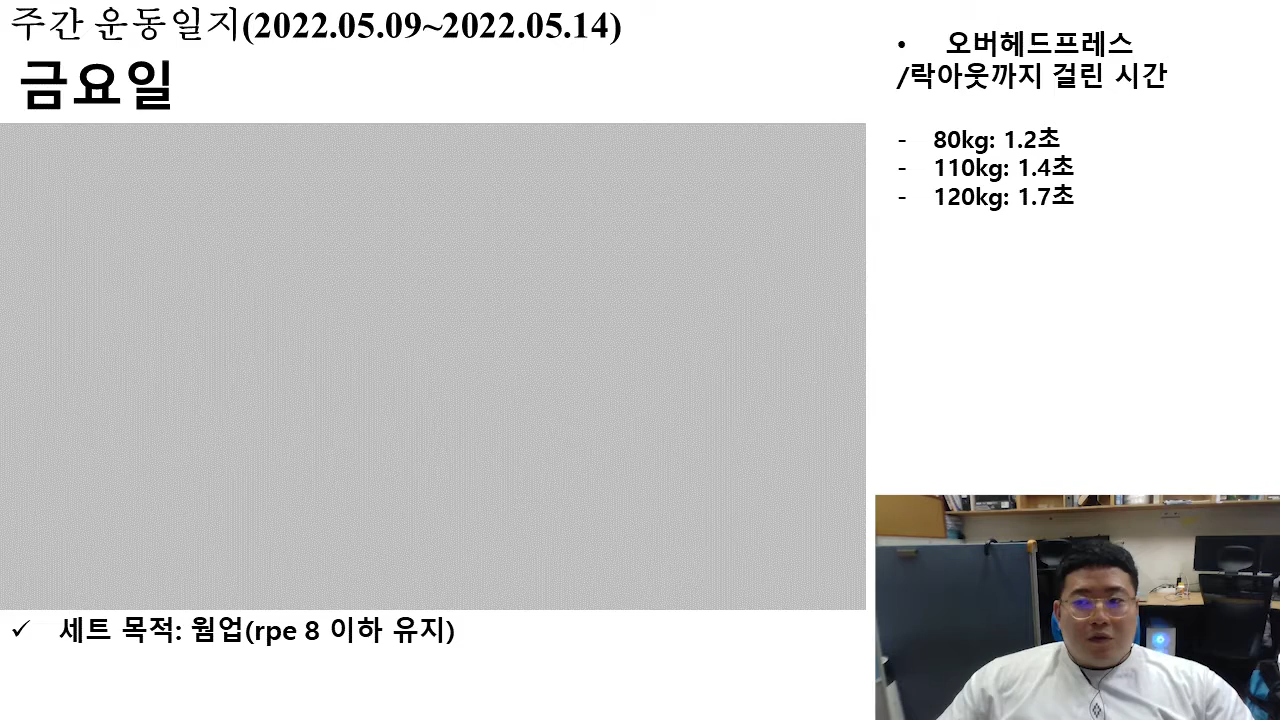 주간 운동일지(2022.05.09~2022.05.14)
금요일
• 오버헤드프레스
/락아웃까지 걸린 시간
- 80kg: 1.2초
- 110kg: 1.4초
- 120kg: 1.7초
✓ 세트 목적: 웜업(rpe 8 이하 유지)